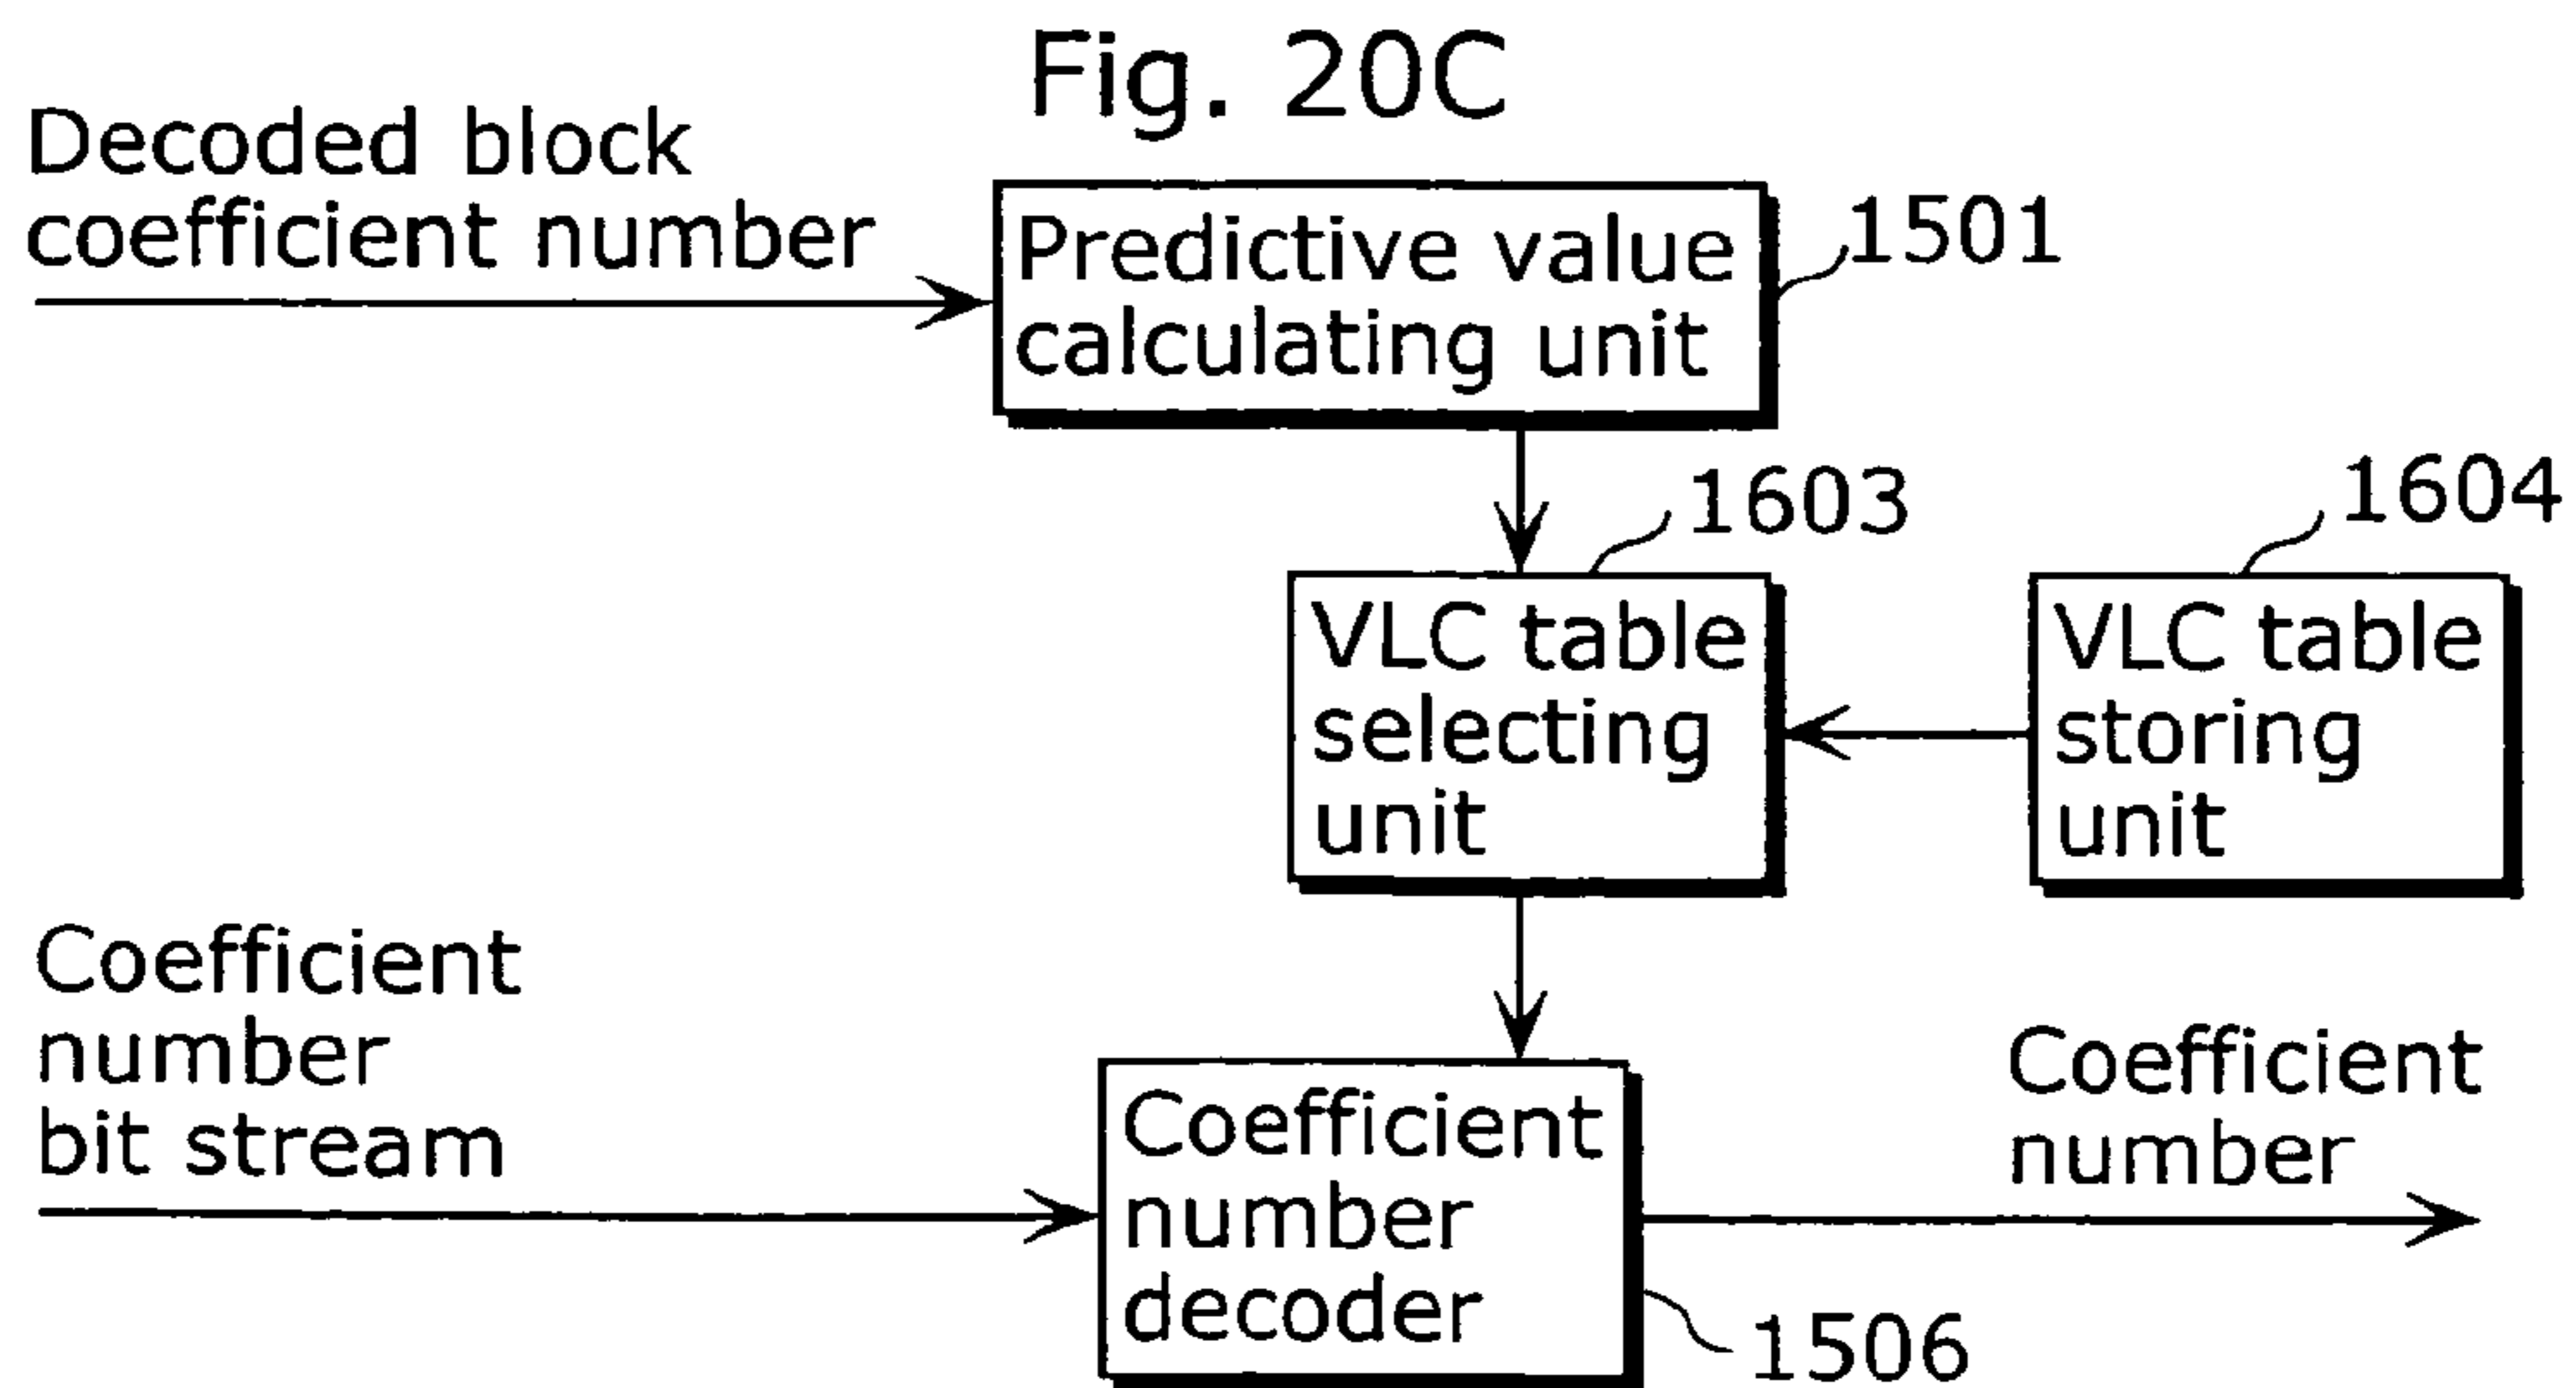 Fig. 20C
Decoded block
coefficient number
Predictive value
calculating unit
1501
1603
1604
VLC table
selecting
unit
VLC table
storing
unit
Coefficient
number
bit stream
Coefficient
number
decoder
Coefficient
number
1506